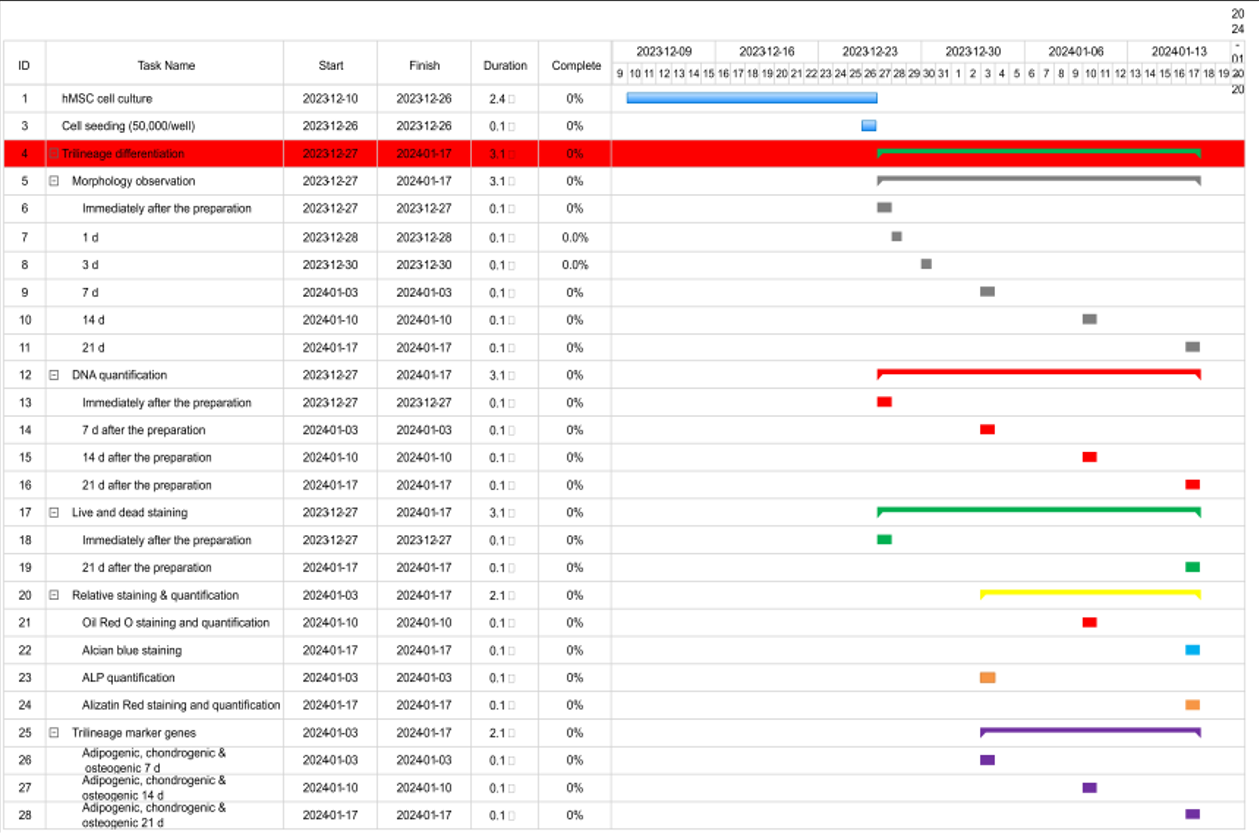 20
24
-
01
-
20
2023-12-09 2023-12-16 2023-12-23 2023-12-30 2024-01-06 2024-01-13
ID Task Name Start Finish Duration Complete
9 10 11 12 13 14 15 16 17 18 19 20 21 22 23 24 25 26 27 28 29 30 31 1 2 3 4 5 6 7 8 9 10 11 12 13 14 15 16 17 18 19 20
1 hMSC cell culture 2023-12-10 2023-12-26 2.4 0%
3 Cell seeding (50,000/well) 2023-12-26 2023-12-26 0.1 0%
4 Trilineage differentiation 2023-12-27 2024-01-17 3.1 0%
5 Morphology observation 2023-12-27 2024-01-17 3.1 0%
6 Immediately after the preparation 2023-12-27 2023-12-27 0.1 0%
7 1 d 2023-12-28 2023-12-28 0.1 0.0%
8 3 d 2023-12-30 2023-12-30 0.1 0.0%
9 7 d 2024-01-03 2024-01-03 0.1 0%
10 14 d 2024-01-10 2024-01-10 0.1 0%
11 21 d 2024-01-17 2024-01-17 0.1 0%
12 DNA quantification 2023-12-27 2024-01-17 3.1 0%
13 Immediately after the preparation 2023-12-27 2023-12-27 0.1 0%
14 7 d after the preparation 2024-01-03 2024-01-03 0.1 0%
15 14 d after the preparation 2024-01-10 2024-01-10 0.1 0%
16 21 d after the preparation 2024-01-17 2024-01-17 0.1 0%
17 Live and dead staining 2023-12-27 2024-01-17 3.1 0%
18 Immediately after the preparation 2023-12-27 2023-12-27 0.1 0%
19 21 d after the preparation 2024-01-17 2024-01-17 0.1 0%
20 Relative staining & quantification 2024-01-03 2024-01-17 2.1 0%
21 Oil Red O staining and quantification 2024-01-10 2024-01-10 0.1 0%
22 Alcian blue staining 2024-01-17 2024-01-17 0.1 0%
23 ALP quantification 2024-01-03 2024-01-03 0.1 0%
24 Alizatin Red staining and quantification 2024-01-17 2024-01-17 0.1 0%
25 Trilineage marker genes 2024-01-03 2024-01-17 2.1 0%
26 Adipogenic, chondrogenic &
osteogenic 7 d 2024-01-03 2024-01-03 0.1 0%
27 Adipogenic, chondrogenic &
osteogenic 14 d 2024-01-10 2024-01-10 0.1 0%
28 Adipogenic, chondrogenic &
osteogenic 21 d 2024-01-17 2024-01-17 0.1 0%